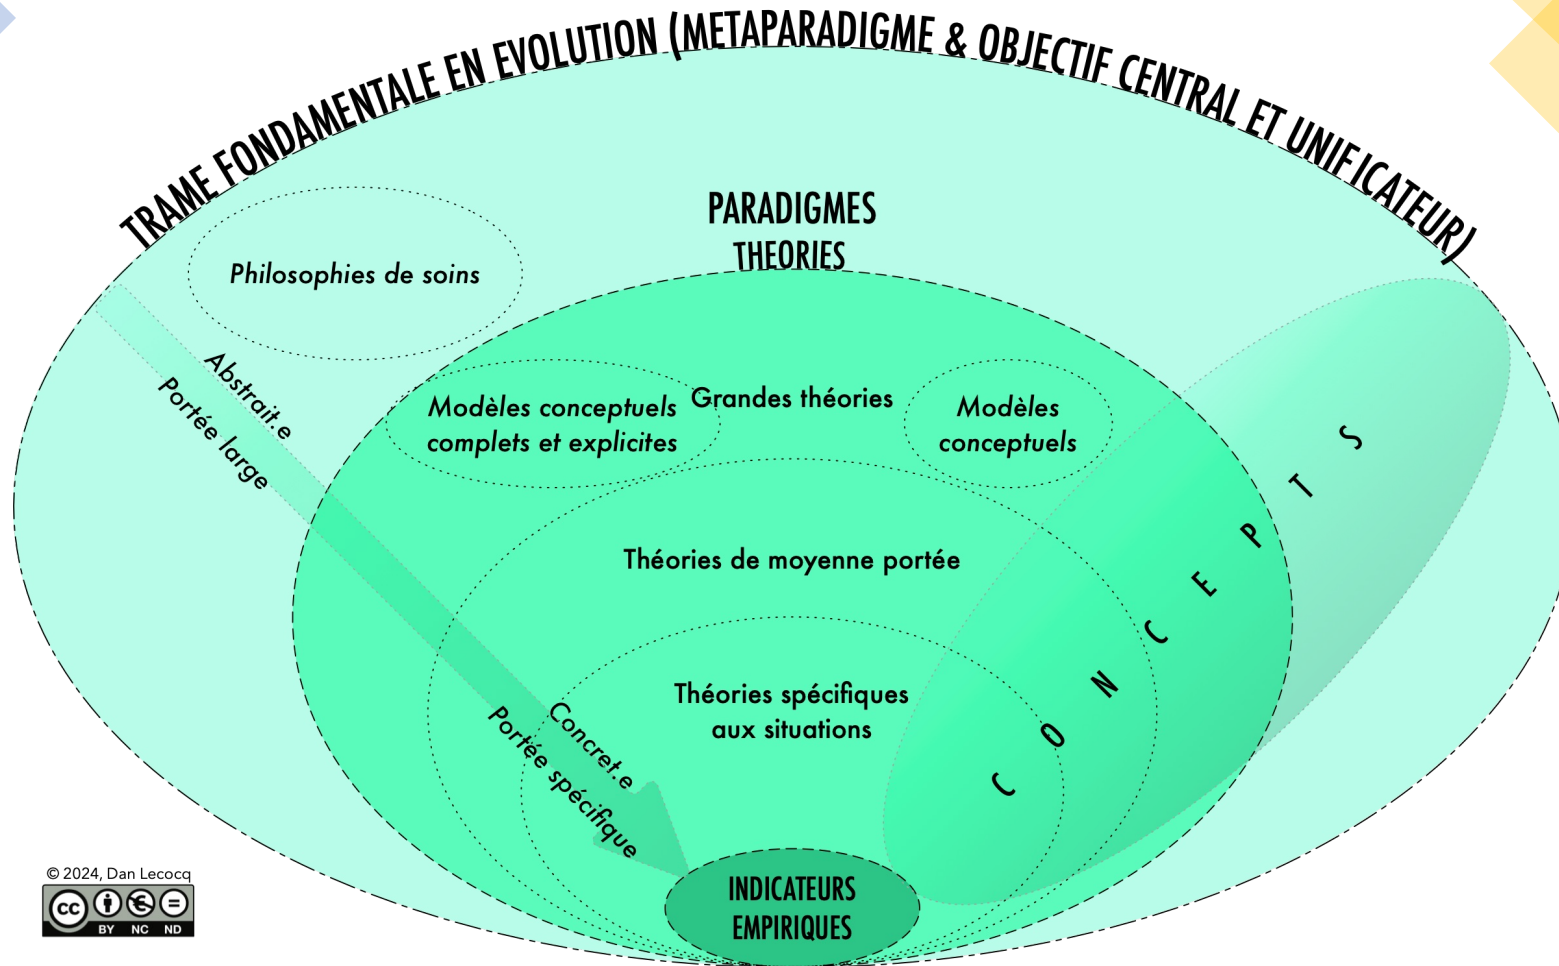 TRAME FONDAMENTALE EN EVOLUTION (METAPARADIGME & OBJECTIF CENTRAL ET UNIFICATEUR)
PARADIGMES
THEORIES
Philosophies de soins
Abstrait.e
Portée large
Modèles conceptuels
complets et explicites
Grandes théories
Modèles
conceptuels
Théories de moyenne portée
Théories spécifiques
aux situations
CONCEPTS
Concret.e
Portée spécifique
INDICATEURS
EMPIRIQUES
© 2024, Dan Lecocq
cc
BY NC ND